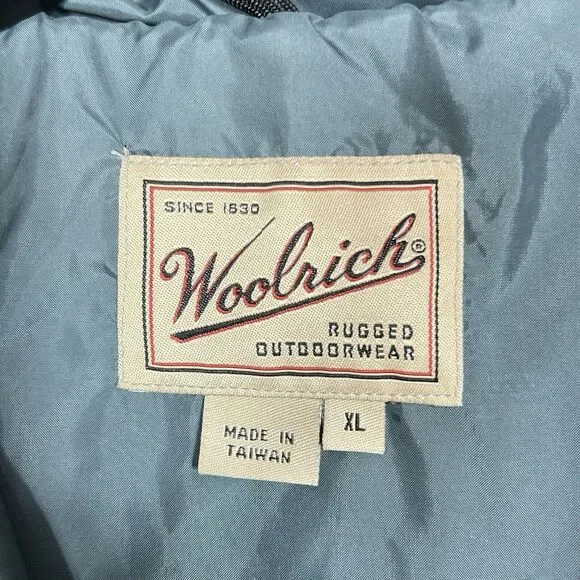 SINCE 1830
Woolrich®
RUGGED
OUTDOORWEAR
MADE IN
TAIWAN
XL